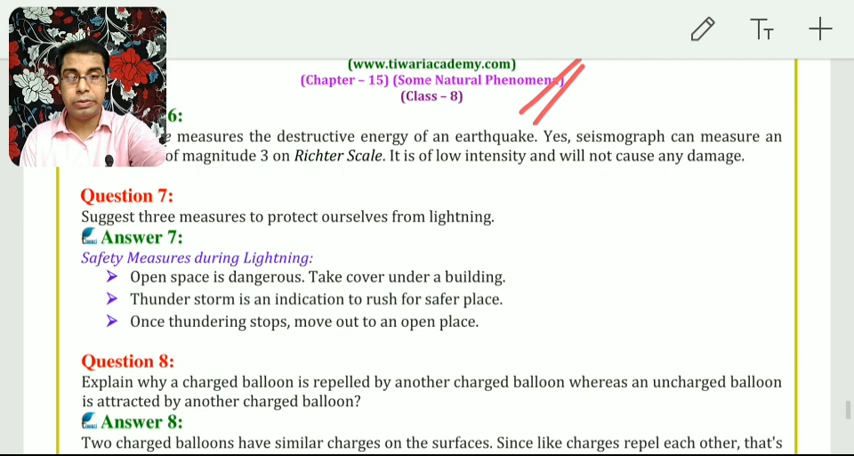 (www.tiwariacademy.com)
(Chapter – 15) (Some Natural Phenomena)
(Class – 8)
6:
measures the destructive energy of an earthquake. Yes, seismograph can measure an
of magnitude 3 on Richter Scale. It is of low intensity and will not cause any damage.
Question 7:
Suggest three measures to protect ourselves from lightning.
Answer 7:
Safety Measures during Lightning:
➤ Open space is dangerous. Take cover under a building.
➤ Thunder storm is an indication to rush for safer place.
➤ Once thundering stops, move out to an open place.
Question 8:
Explain why a charged balloon is repelled by another charged balloon whereas an uncharged balloon
is attracted by another charged balloon?
Answer 8:
Two charged balloons have similar charges on the surfaces. Since like charges repel each other, that's